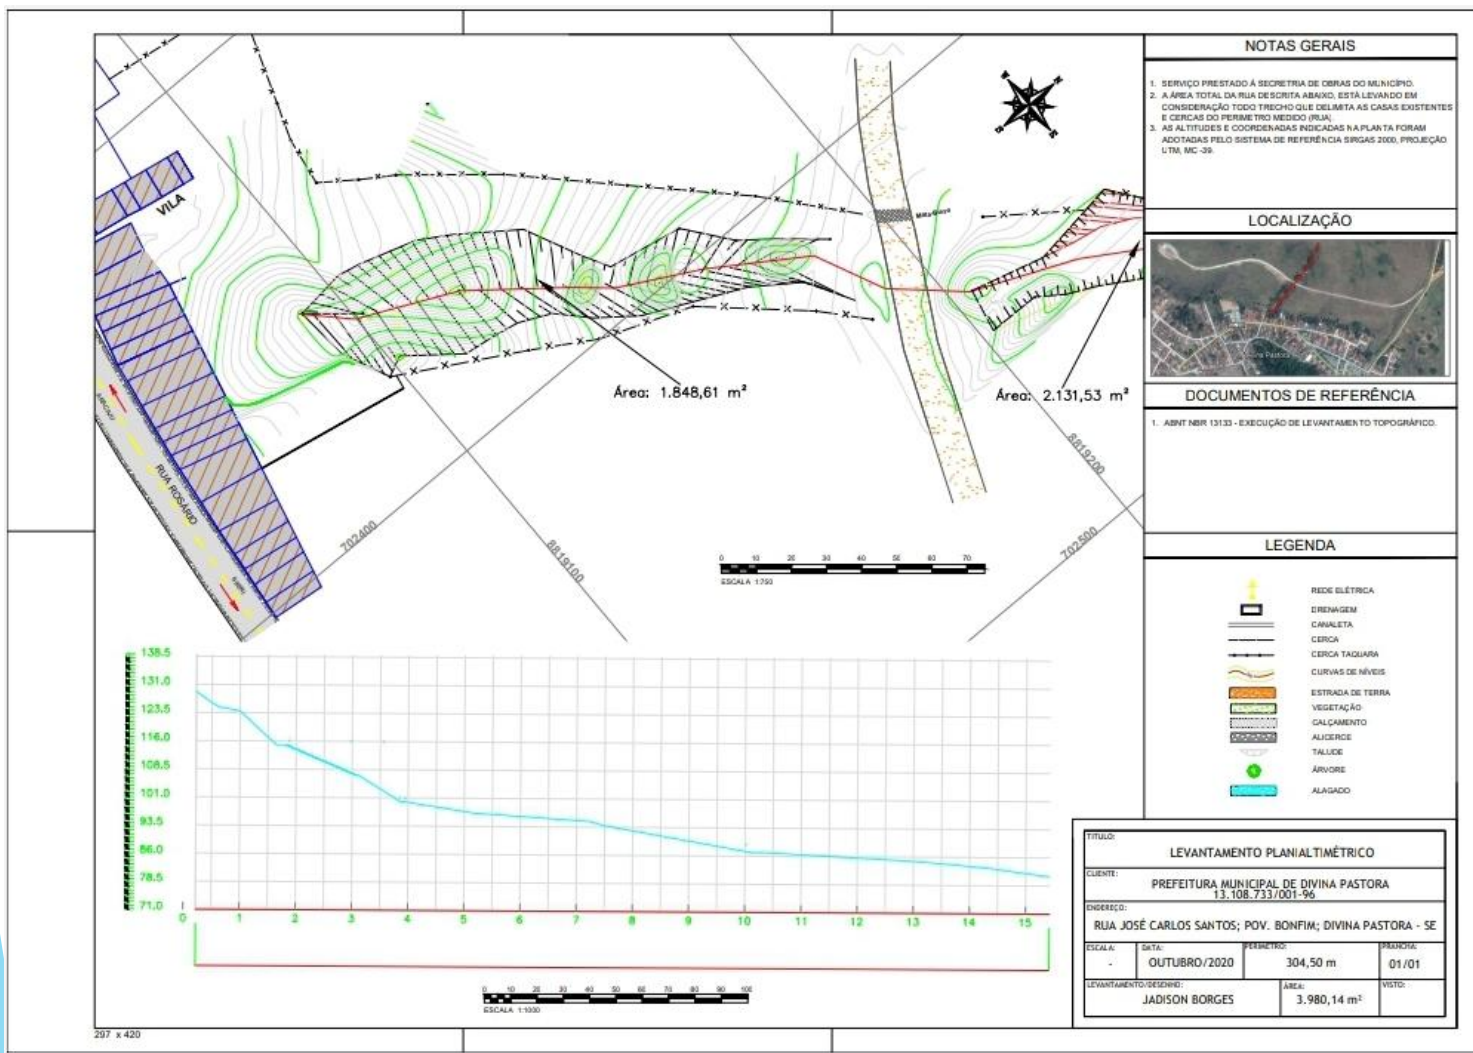 NOTAS GERAIS
1. SERVIÇO PRESTADO À SECRETRIA DE OBRAS DO MUNICÍPIO.
2. A ÁREA TOTAL DA RUA DESCRITA ABAIXO, ESTÁ LEVANDO EM
CONSIDERAÇÃO TODO TRECHO QUE DELIMITA AS CASAS EXISTENTES
E CERCAS DO PERIMETRO MEDIDO (RUA).
3. AS ALTITUDES E COORDENADAS INDICADAS NA PLANTA FORAM
ADOTADAS PELO SISTEMA DE REFERÊNCIA SIRGAS 2000, PROJEÇÃO
UTM, MC -39.
LOCALIZAÇÃO
Divina Pastora
DOCUMENTOS DE REFERÊNCIA
1. ABNT NBR 13133 - EXECUÇÃO DE LEVANTAMENTO TOPOGRÁFICO.
LEGENDA
REDE ELÉTRICA
DRENAGEM
CANALETA
CERCA
CERCA TAQUARA
CURVAS DE NÍVEIS
ESTRADA DE TERRA
VEGETAÇÃO
CALÇAMENTO
ALICERCE
TALUDE
ÁRVORE
ALAGADO
VILA
RUA ROSÁRIO
Mata-Burro
Área: 1.848,61 m²
Área: 2.131,53 m²
702400
8819100
702500
8819200
0 10 20 30 40 50 60 70
ESCALA 1:750
138.5
131.0
123.5
116.0
108.5
101.0
93.5
86.0
78.5
71.0
0 1 2 3 4 5 6 7 8 9 10 11 12 13 14 15
0 10 20 30 40 50 60 70 80 90 100
ESCALA 1:1000
TÍTULO:
LEVANTAMENTO PLANIALTIMÉTRICO
CLIENTE:
PREFEITURA MUNICIPAL DE DIVINA PASTORA
13.108.733/001-96
ENDEREÇO:
RUA JOSÉ CARLOS SANTOS; POV. BONFIM; DIVINA PASTORA - SE
ESCALA: DATA: PERÍMETRO: PRANCHA:
- OUTUBRO/2020 304,50 m 01/01
LEVANTAMENTO/DESENHO: ÁREA: VISTO:
JADISON BORGES 3.980,14 m²
297 x 420